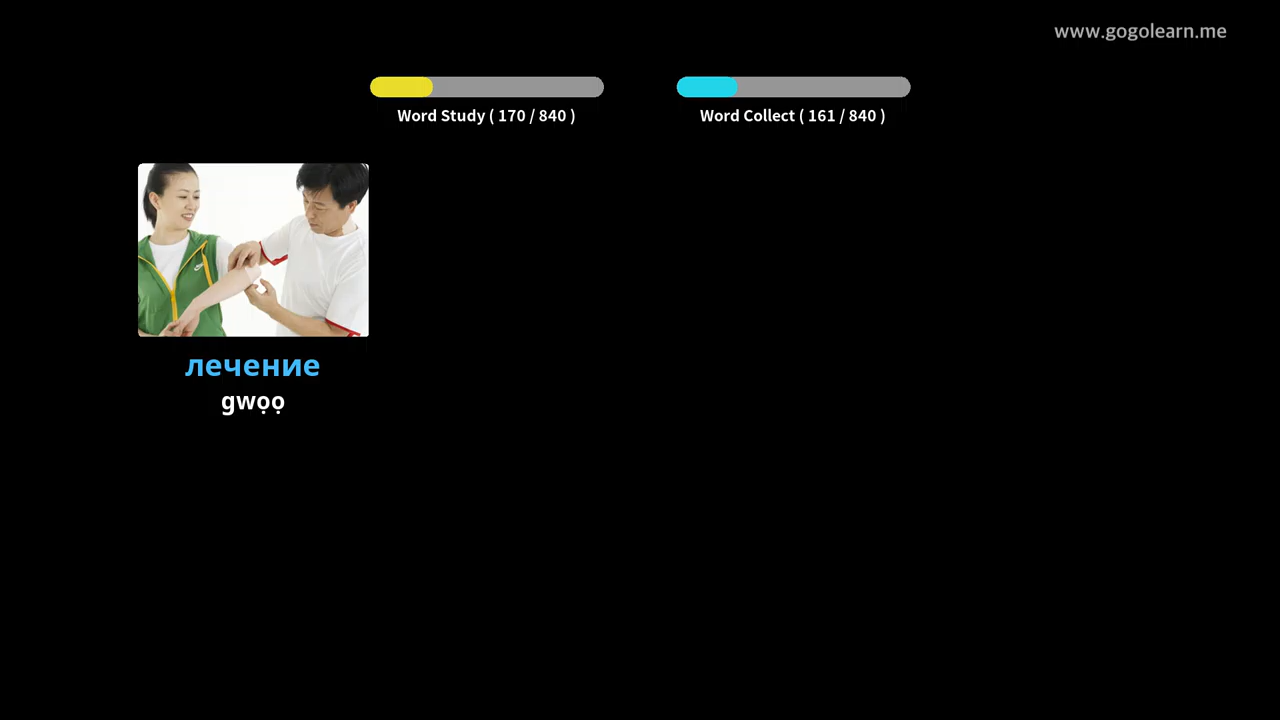 www.gogolearn.me
Word Study ( 170 / 840 )
Word Collect ( 161 / 840 )
лечение
gwọọ